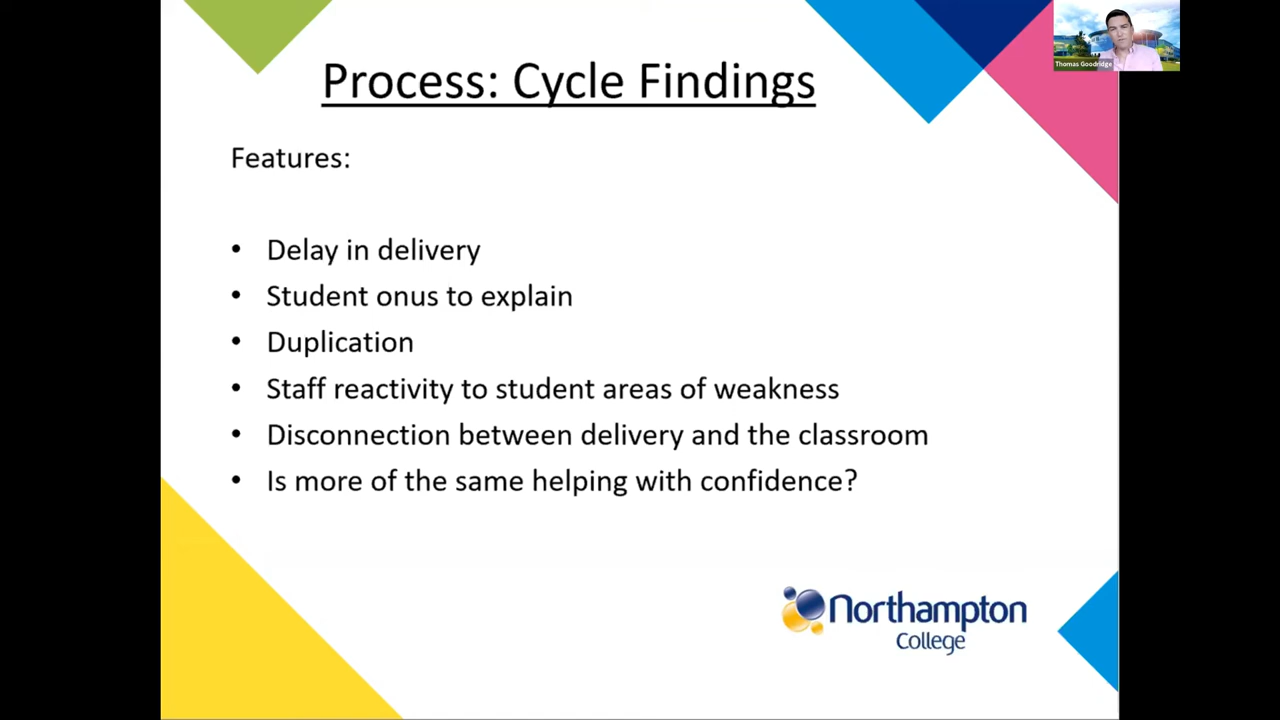 Process: Cycle Findings
Thomas Goodridge
Features:
• Delay in delivery
• Student onus to explain
• Duplication
• Staff reactivity to student areas of weakness
• Disconnection between delivery and the classroom
• Is more of the same helping with confidence?
Northampton
College